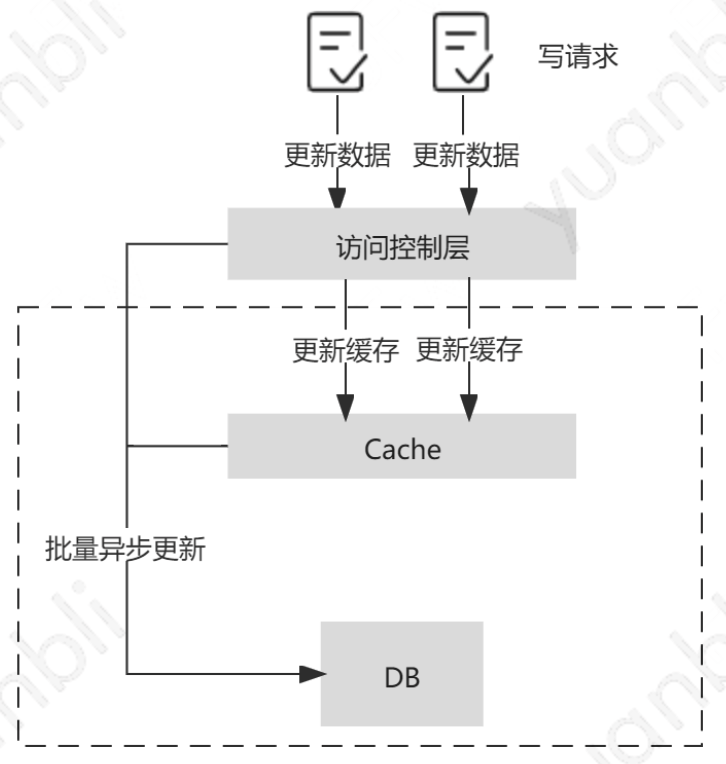 写请求
更新数据 更新数据
访问控制层
更新缓存 更新缓存
Cache
批量异步更新
DB
yuanbli